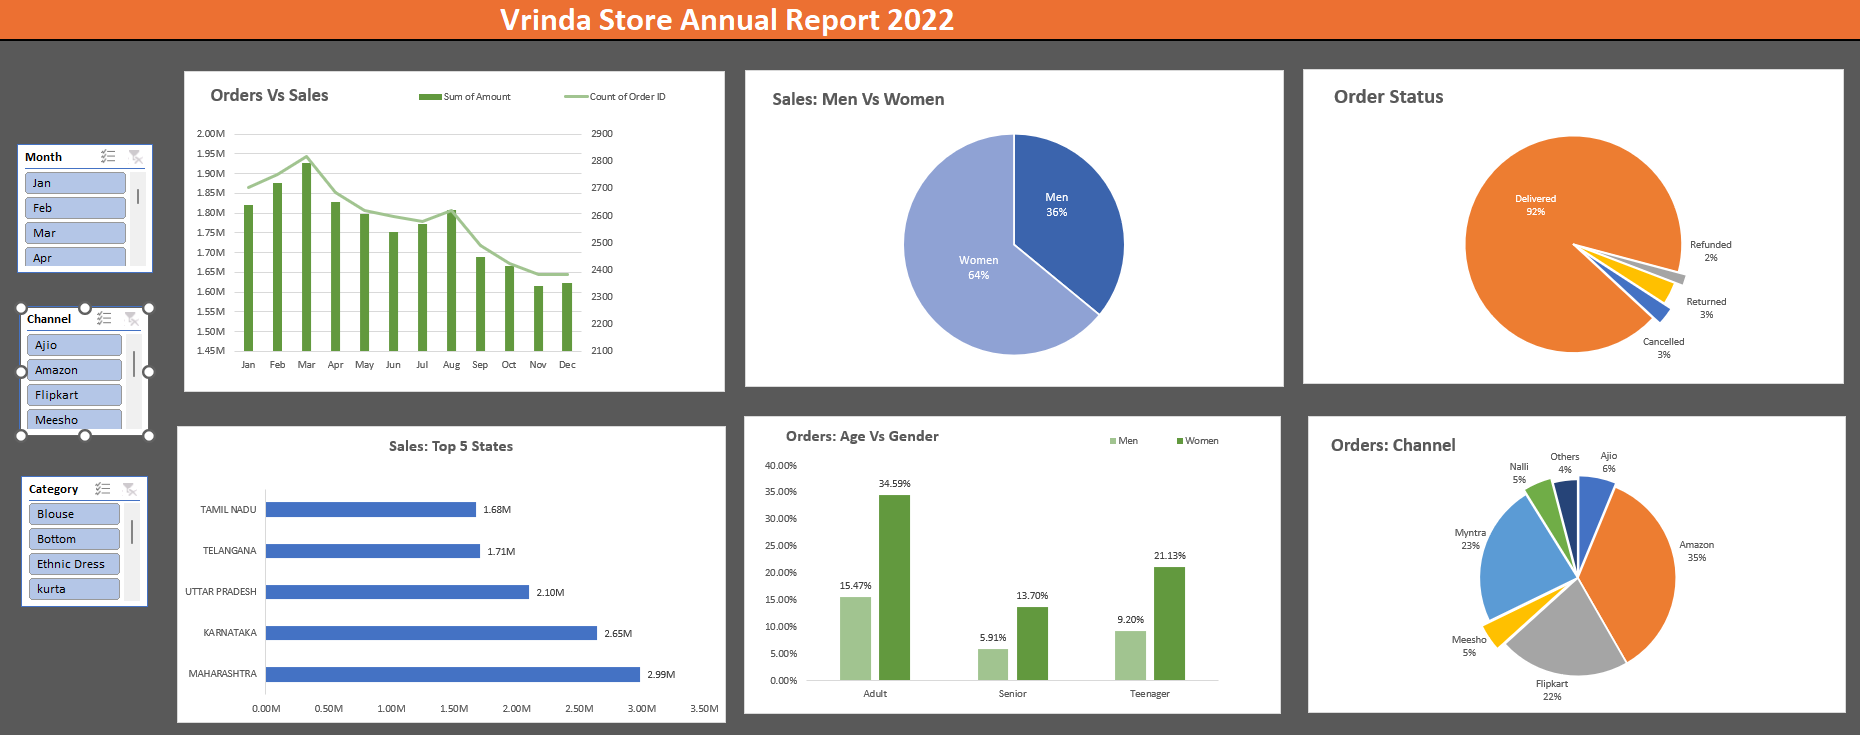 Vrinda Store Annual Report 2022
Month
Jan
Feb
Mar
Apr
Channel
Ajio
Amazon
Flipkart
Meesho
Category
Blouse
Bottom
Ethnic Dress
kurta
Orders Vs Sales
Sum of Amount
Count of Order ID
2.00M
1.95M
1.90M
1.85M
1.80M
1.75M
1.70M
1.65M
1.60M
1.55M
1.50M
1.45M
2900
2800
2700
2600
2500
2400
2300
2200
2100
Jan Feb Mar Apr May Jun Jul Aug Sep Oct Nov Dec
Sales: Men Vs Women
Men
36%
Women
64%
Order Status
Delivered
92%
Refunded
2%
Returned
3%
Cancelled
3%
Sales: Top 5 States
TAMIL NADU 1.68M
TELANGANA 1.71M
UTTAR PRADESH 2.10M
KARNATAKA 2.65M
MAHARASHTRA 2.99M
0.00M 0.50M 1.00M 1.50M 2.00M 2.50M 3.00M 3.50M
Orders: Age Vs Gender
Men Women
40.00%
35.00%
30.00%
25.00%
20.00%
15.00%
10.00%
5.00%
0.00%
15.47% 34.59%
5.91% 13.70%
9.20% 21.13%
Adult Senior Teenager
Orders: Channel
Others
4%
Ajio
6%
Nalli
5%
Amazon
35%
Myntra
23%
Meesho
5%
Flipkart
22%